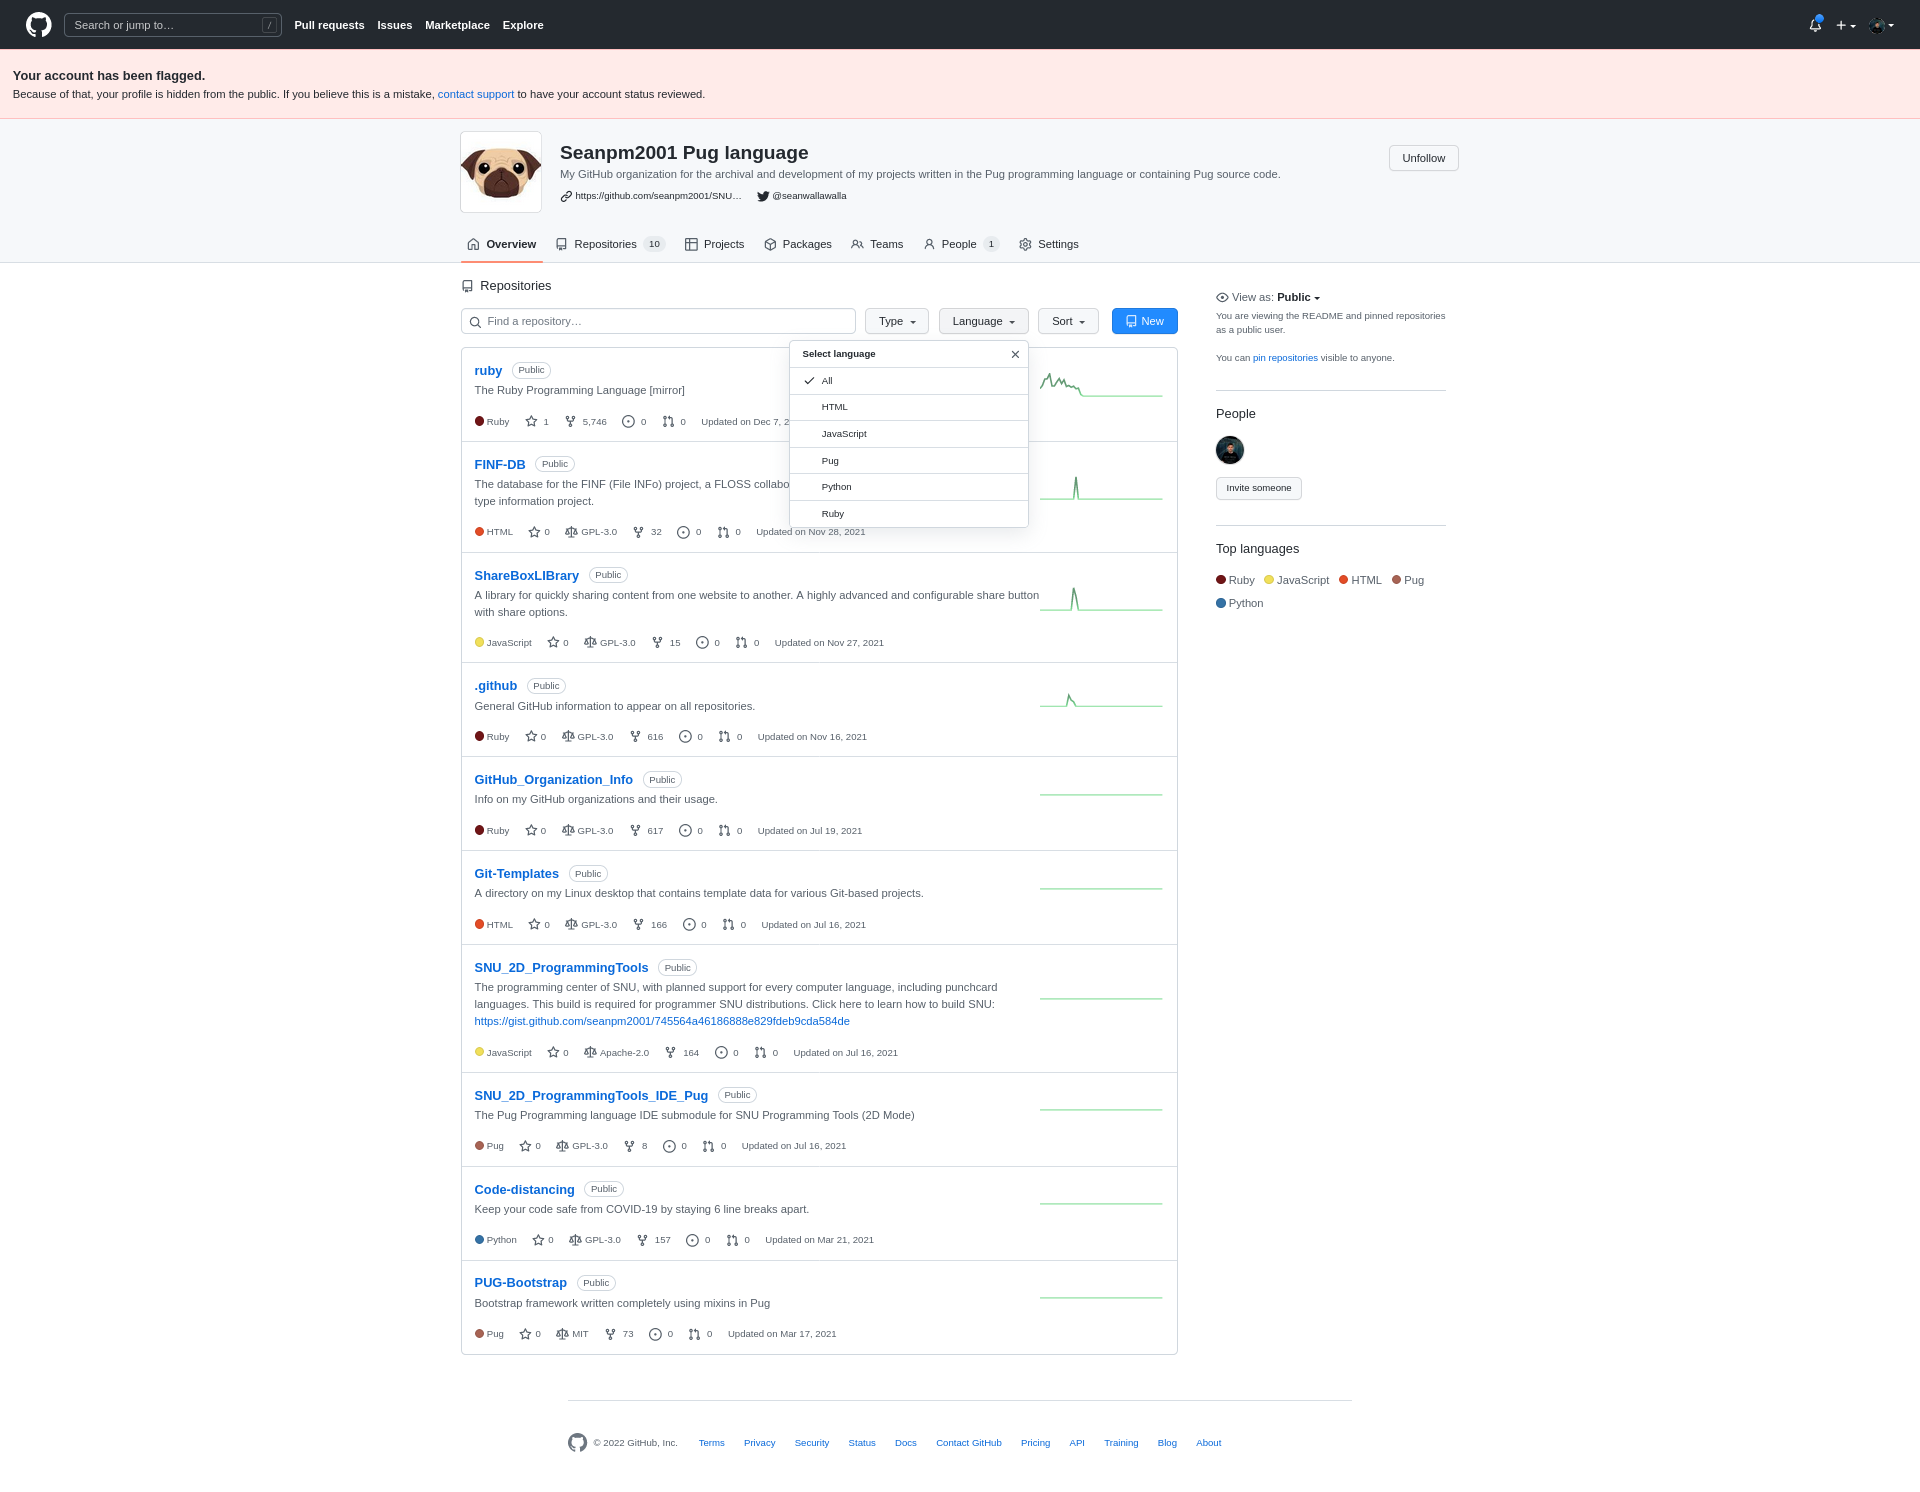 Search or jump to… /
Pull requests Issues Marketplace Explore
Your account has been flagged.
Because of that, your profile is hidden from the public. If you believe this is a mistake, contact support to have your account status reviewed.
Seanpm2001 Pug language
My GitHub organization for the archival and development of my projects written in the Pug programming language or containing Pug source code.
https://github.com/seanpm2001/SNU… @seanwallawalla
Unfollow
Overview Repositories 10 Projects Packages Teams People 1 Settings
Repositories
Find a repository… Type Language Sort New
Select language
All
HTML
JavaScript
Pug
Python
Ruby
ruby Public
The Ruby Programming Language [mirror]
Ruby 1 5,746 0 0 Updated on Dec 7, 2
FINF-DB Public
The database for the FINF (File INFo) project, a FLOSS collabo
type information project.
HTML 0 GPL-3.0 32 0 0 Updated on Nov 28, 2021
ShareBoxLIBrary Public
A library for quickly sharing content from one website to another. A highly advanced and configurable share button
with share options.
JavaScript 0 GPL-3.0 15 0 0 Updated on Nov 27, 2021
.github Public
General GitHub information to appear on all repositories.
Ruby 0 GPL-3.0 616 0 0 Updated on Nov 16, 2021
GitHub_Organization_Info Public
Info on my GitHub organizations and their usage.
Ruby 0 GPL-3.0 617 0 0 Updated on Jul 19, 2021
Git-Templates Public
A directory on my Linux desktop that contains template data for various Git-based projects.
HTML 0 GPL-3.0 166 0 0 Updated on Jul 16, 2021
SNU_2D_ProgrammingTools Public
The programming center of SNU, with planned support for every computer language, including punchcard
languages. This build is required for programmer SNU distributions. Click here to learn how to build SNU:
https://gist.github.com/seanpm2001/745564a46186888e829fdeb9cda584de
JavaScript 0 Apache-2.0 164 0 0 Updated on Jul 16, 2021
SNU_2D_ProgrammingTools_IDE_Pug Public
The Pug Programming language IDE submodule for SNU Programming Tools (2D Mode)
Pug 0 GPL-3.0 8 0 0 Updated on Jul 16, 2021
Code-distancing Public
Keep your code safe from COVID-19 by staying 6 line breaks apart.
Python 0 GPL-3.0 157 0 0 Updated on Mar 21, 2021
PUG-Bootstrap Public
Bootstrap framework written completely using mixins in Pug
Pug 0 MIT 73 0 0 Updated on Mar 17, 2021
View as: Public
You are viewing the README and pinned repositories
as a public user.
You can pin repositories visible to anyone.
People
Invite someone
Top languages
Ruby JavaScript HTML Pug
Python
© 2022 GitHub, Inc. Terms Privacy Security Status Docs Contact GitHub Pricing API Training Blog About